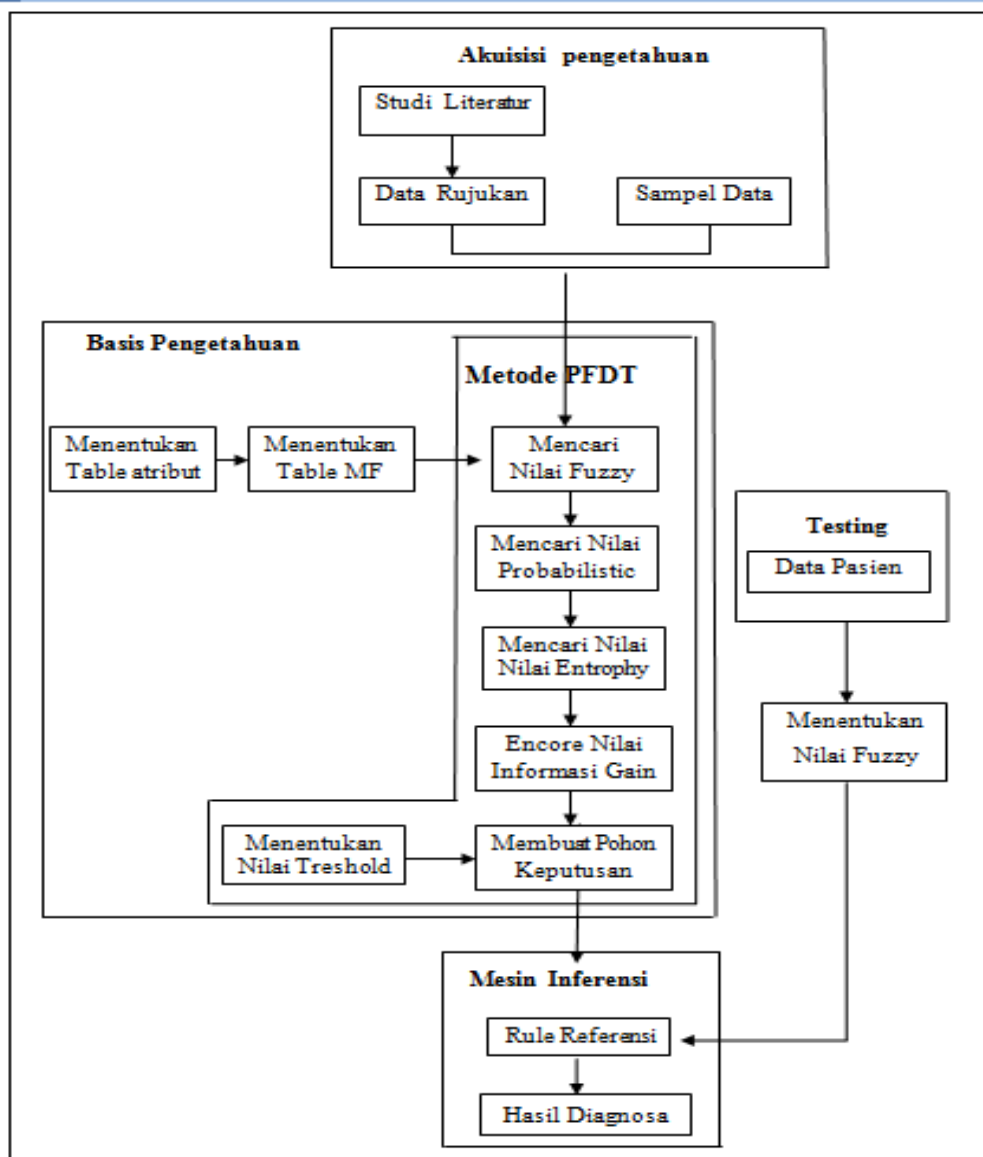 Akuisisi pengetahuan
Studi Literatur
Data Rujukan
Sampel Data
Basis Pengetahuan
Metode PFDT
Menentukan
Table atribut
Menentukan
Table MF
Mencari
Nilai Fuzzy
Mencari Nilai
Probabilistic
Mencari Nilai
Nilai Entrophy
Encore Nilai
Informasi Gain
Menentukan
Nilai Treshold
Membuat Pohon
Keputusan
Testing
Data Pasien
Menentukan
Nilai Fuzzy
Mesin Inferensi
Rule Referensi
Hasil Diagnosa